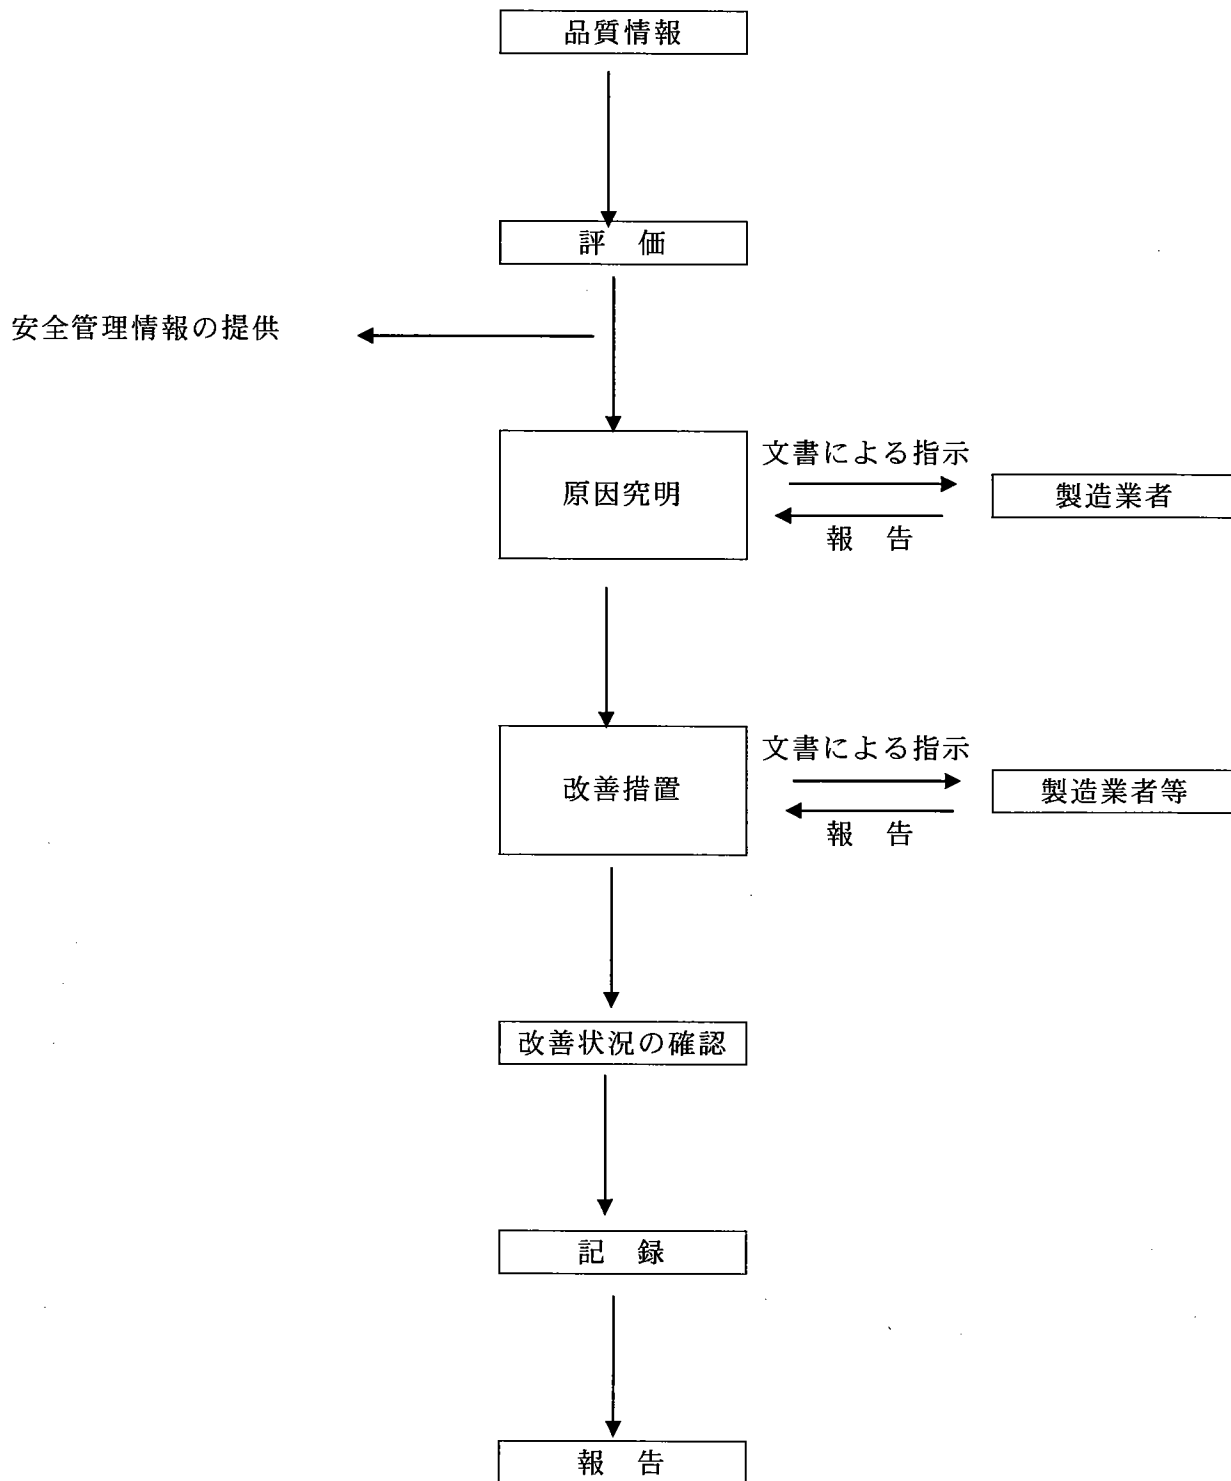 品質情報
評　価
安全管理情報の提供
原因究明
文書による指示
製造業者
報　告
改善措置
文書による指示
製造業者等
報　告
改善状況の確認
記　録
報　告